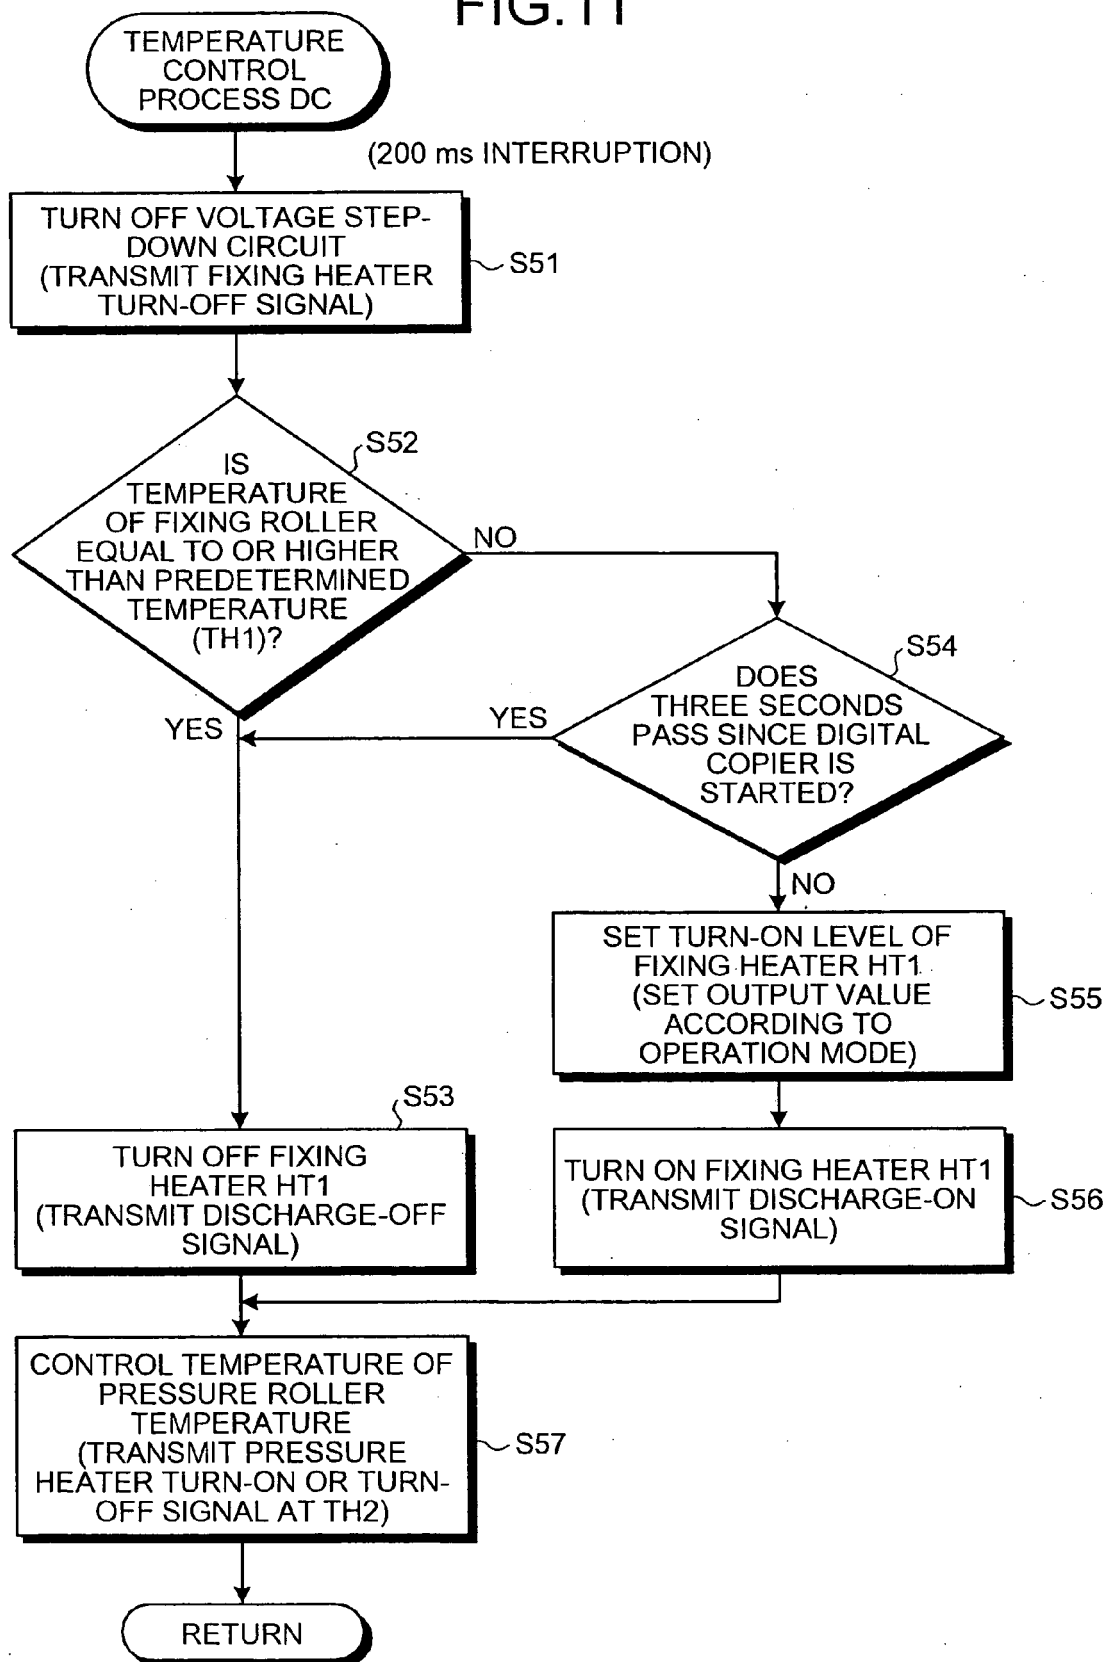 FIG.11
TEMPERATURE
CONTROL
PROCESS DC
(200 ms INTERRUPTION)
TURN OFF VOLTAGE STEP-
DOWN CIRCUIT
(TRANSMIT FIXING HEATER
TURN-OFF SIGNAL)
S51
S52
IS
TEMPERATURE
OF FIXING ROLLER
EQUAL TO OR HIGHER
THAN PREDETERMINED
TEMPERATURE
(TH1)?
NO
YES
S54
DOES
THREE SECONDS
PASS SINCE DIGITAL
COPIER IS
STARTED?
YES
NO
SET TURN-ON LEVEL OF
FIXING HEATER HT1
(SET OUTPUT VALUE
ACCORDING TO
OPERATION MODE)
S55
S53
TURN OFF FIXING
HEATER HT1
(TRANSMIT DISCHARGE-OFF
SIGNAL)
TURN ON FIXING HEATER HT1
(TRANSMIT DISCHARGE-ON
SIGNAL)
S56
CONTROL TEMPERATURE OF
PRESSURE ROLLER
TEMPERATURE
(TRANSMIT PRESSURE
HEATER TURN-ON OR TURN-
OFF SIGNAL AT TH2)
S57
RETURN